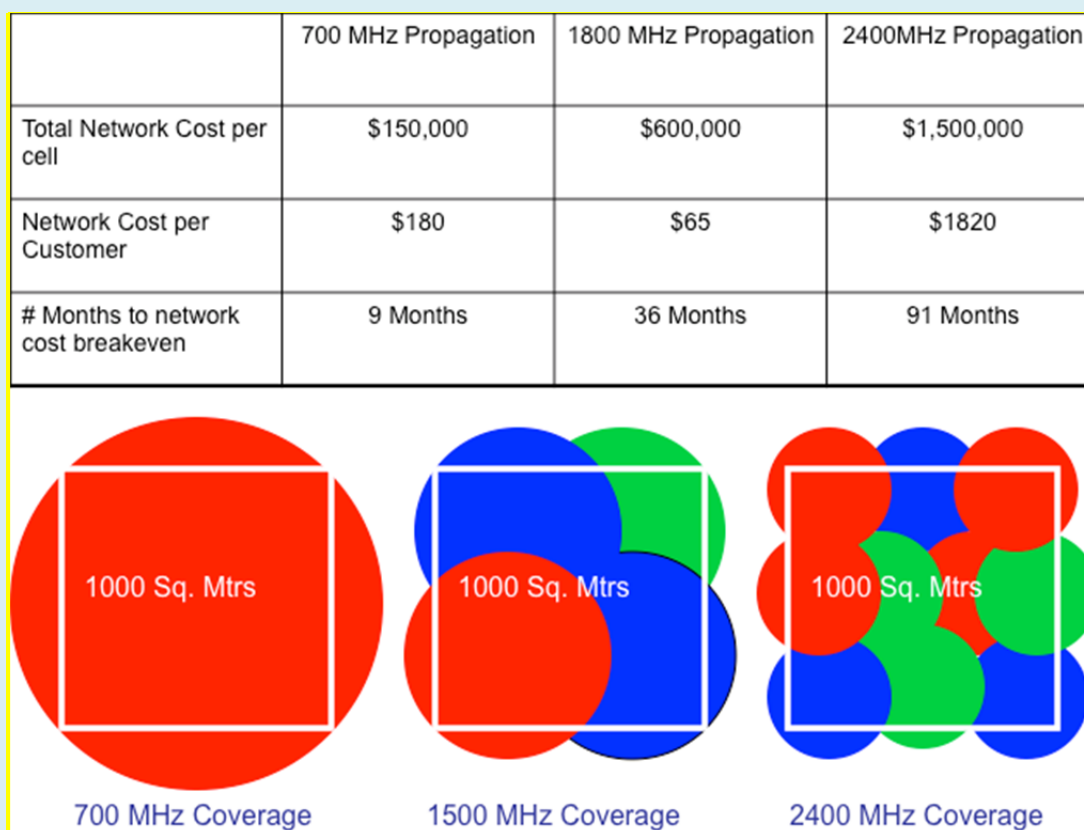 700 MHz Propagation 1800 MHz Propagation 2400MHz Propagation
Total Network Cost per
cell
$150,000 $600,000 $1,500,000
Network Cost per
Customer
$180 $65 $1820
# Months to network
cost breakeven
9 Months 36 Months 91 Months
1000 Sq. Mtrs 1000 Sq. Mtrs 1000 Sq. Mtrs
700 MHz Coverage 1500 MHz Coverage 2400 MHz Coverage